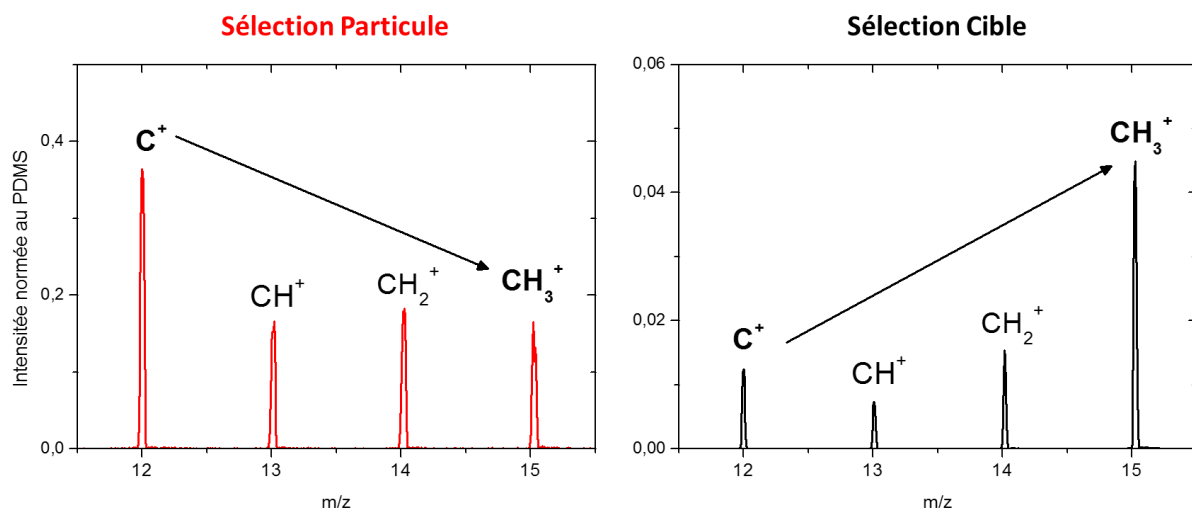 Sélection Particule
Intensitée normée au PDMS
0,4
0,2
0,0
C⁺
CH⁺
CH₂⁺
CH₃⁺
12
13
14
15
m/z
Sélection Cible
0,06
0,04
0,02
0,00
C⁺
CH⁺
CH₂⁺
CH₃⁺
12
13
14
15
m/z